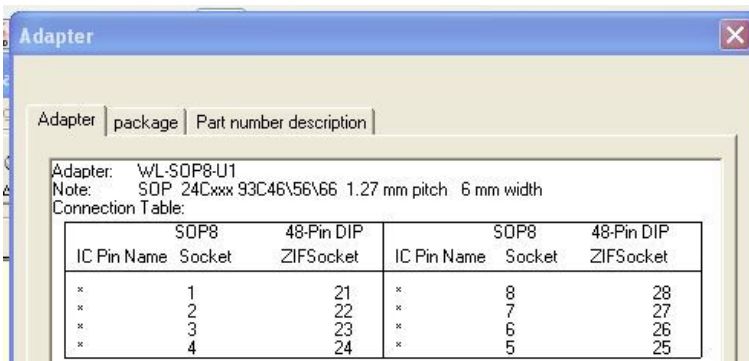 Adapter
Adapter package Part number description
Adapter: WL-SOP8-U1
Note: SOP 24Cxxx 93C46\56\66 1.27 mm pitch 6 mm width
Connection Table:
SOP8 48-Pin DIP SOP8 48-Pin DIP
IC Pin Name Socket ZIFSocket IC Pin Name Socket ZIFSocket
* 1 21 * 8 28
* 2 22 * 7 27
* 3 23 * 6 26
* 4 24 * 5 25